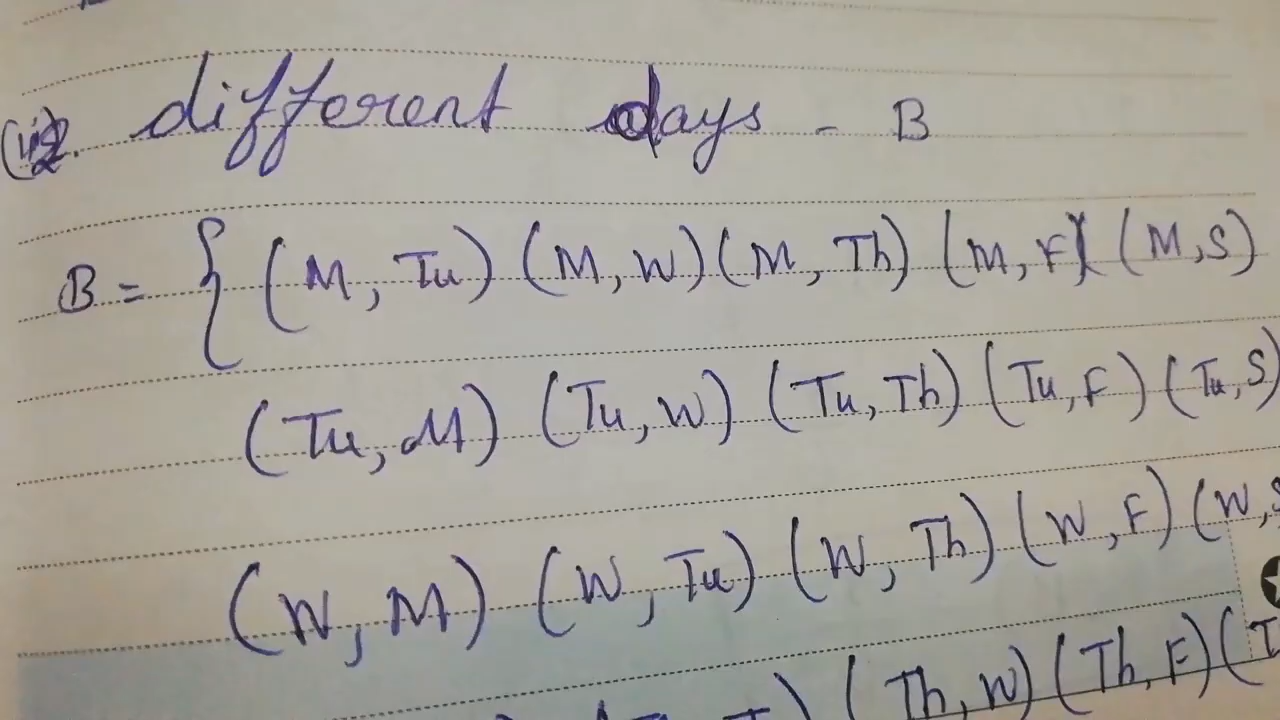 (ii). different days - B
B = { (M, Tu) (M, W) (M, Th) (M, F) (M, S)
(Tu, M) (Tu, W) (Tu, Th) (Tu, F) (Tu, S)
(W, M) (W, Tu) (W, Th) (W, F) (W, S
(Th, W) (Th, F) (T